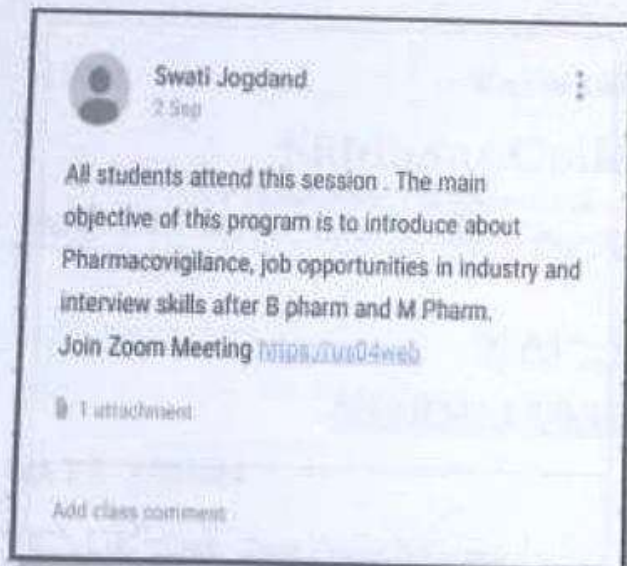 Swati Jogdand
2 Sep
All students attend this session . The main
objective of this program is to introduce about
Pharmacovigilance, job opportunities in industry and
interview skills after B pharm and M Pharm.
Join Zoom Meeting https://us04web
1 attachment
Add class comment